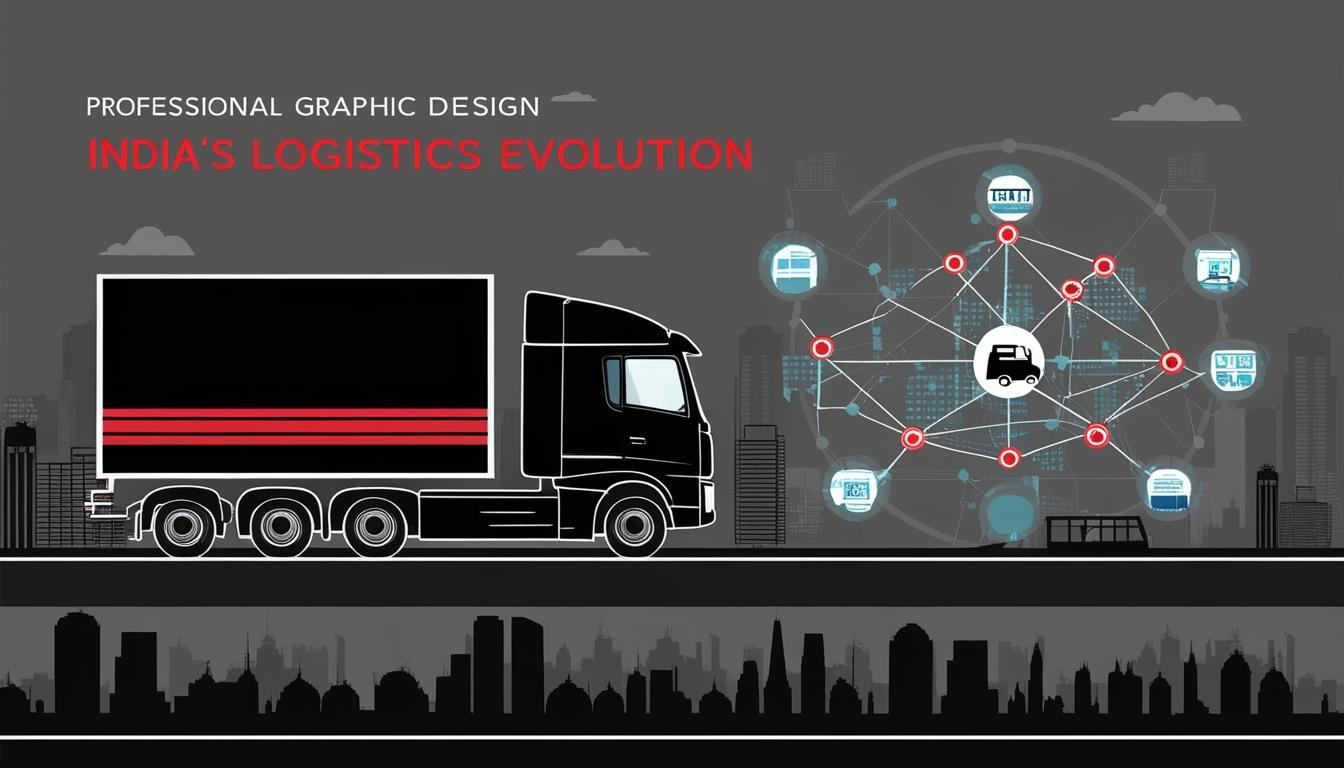 PROFESSIONAL GRAPHIC DESIGN
INDIA'S LOGISTICS EVOLUTION